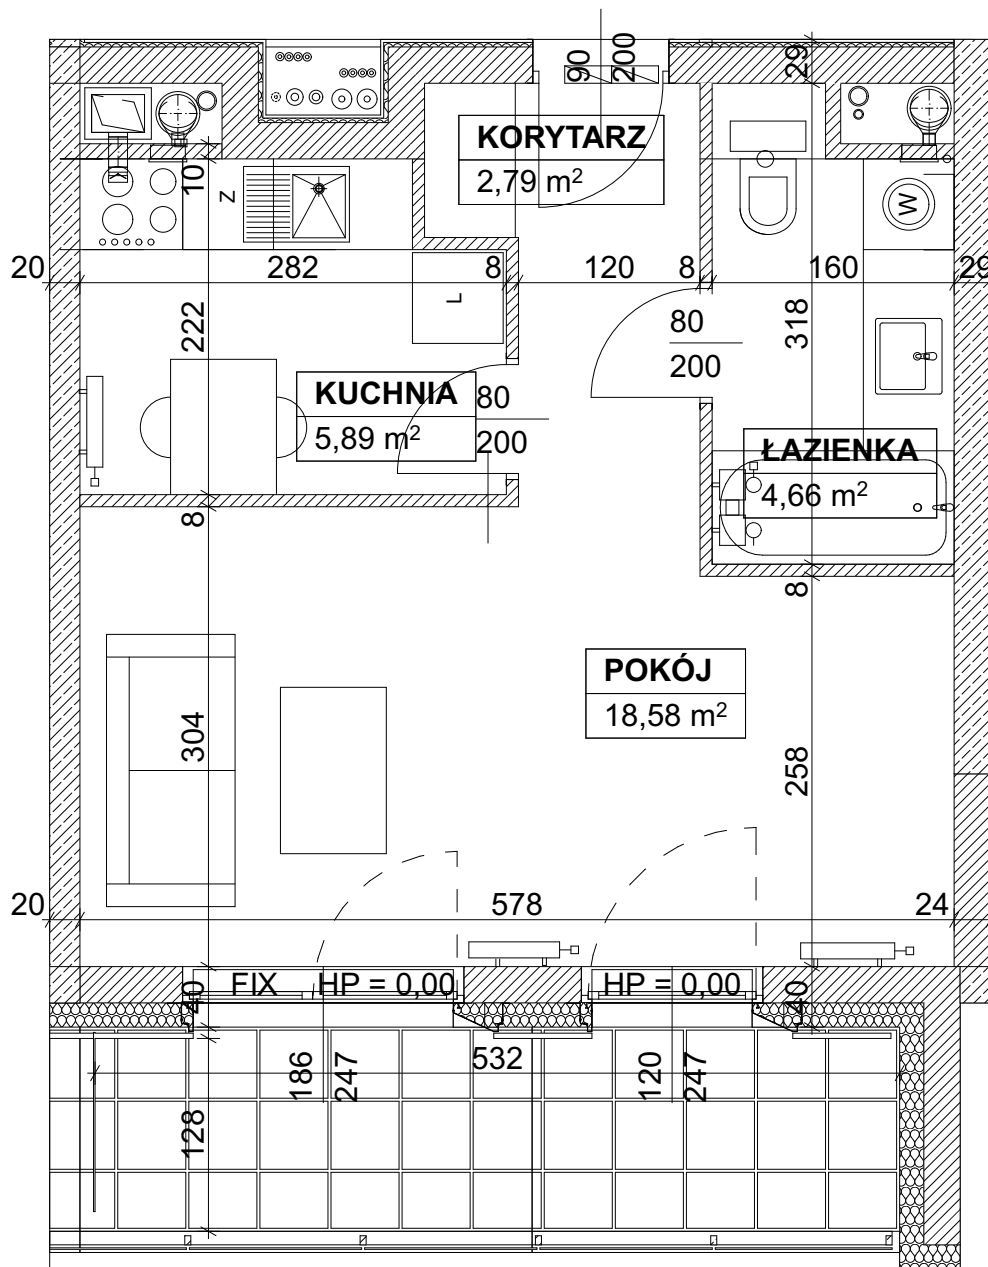 90
200
29
KORYTARZ
2,79 m²
10
Z
W
20
282
8
120
8
160
29
L
222
318
80
200
KUCHNIA
5,89 m²
80
200
ŁAZIENKA
4,66 m²
8
8
POKÓJ
18,58 m²
304
258
20
578
24
FIX
HP = 0,00
HP = 0,00
40
40
186
247
532
120
247
128